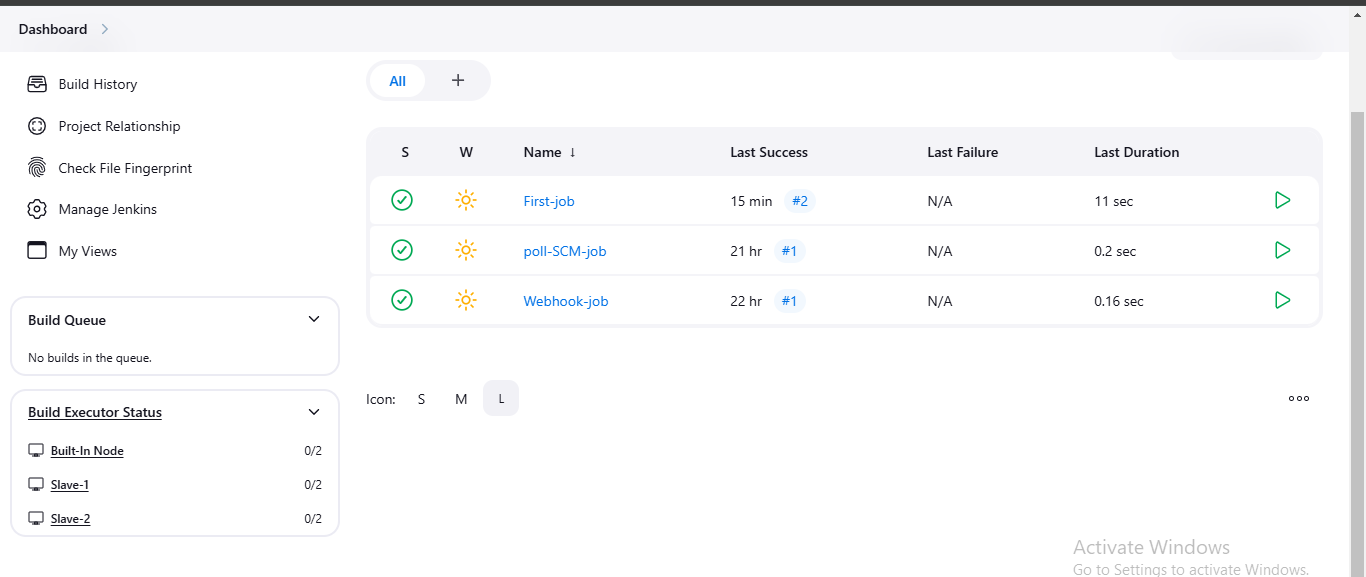 Dashboard
Build History
Project Relationship
Check File Fingerprint
Manage Jenkins
My Views
Build Queue
No builds in the queue.
Build Executor Status
Built-In Node 0/2
Slave-1 0/2
Slave-2 0/2
All +
S W Name ↓ Last Success Last Failure Last Duration
First-job 15 min #2 N/A 11 sec
poll-SCM-job 21 hr #1 N/A 0.2 sec
Webhook-job 22 hr #1 N/A 0.16 sec
Icon: S M L
Activate Windows
Go to Settings to activate Windows.